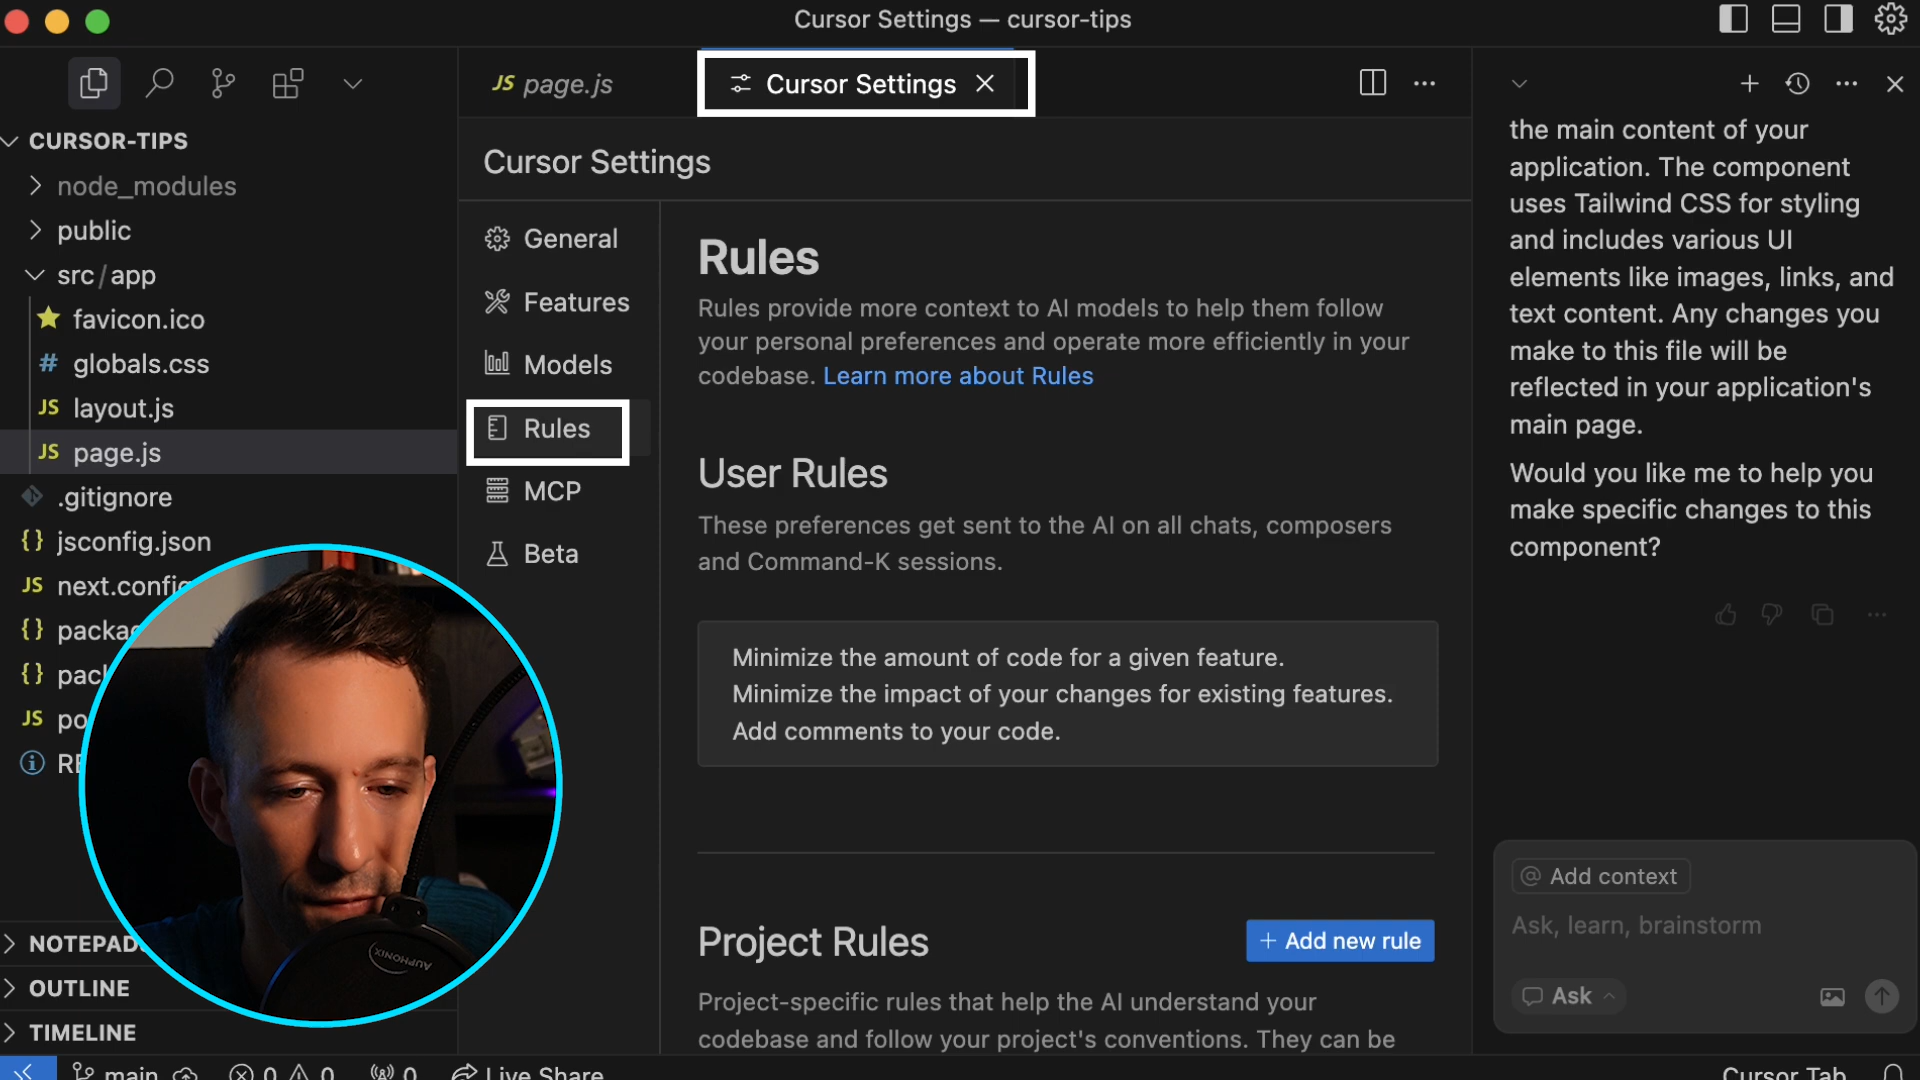 Cursor Settings — cursor-tips
CURSOR-TIPS
node_modules
public
src/app
favicon.ico
# globals.css
JS layout.js
JS page.js
.gitignore
{} jsconfig.json
JS next.config
{} packag
{} pack
JS po
RE
NOTEPADS
OUTLINE
TIMELINE
JS page.js
Cursor Settings
Cursor Settings
General
Features
Models
Rules
MCP
Beta
Rules
Rules provide more context to AI models to help them follow
your personal preferences and operate more efficiently in your
codebase. Learn more about Rules
User Rules
These preferences get sent to the AI on all chats, composers
and Command-K sessions.
Minimize the amount of code for a given feature.
Minimize the impact of your changes for existing features.
Add comments to your code.
Project Rules
+ Add new rule
Project-specific rules that help the AI understand your
codebase and follow your project's conventions. They can be
the main content of your
application. The component
uses Tailwind CSS for styling
and includes various UI
elements like images, links, and
text content. Any changes you
make to this file will be
reflected in your application's
main page.
Would you like me to help you
make specific changes to this
component?
@ Add context
Ask, learn, brainstorm
Ask
AUPHONIX
main 0 0 0 Live Share
Cursor Tab